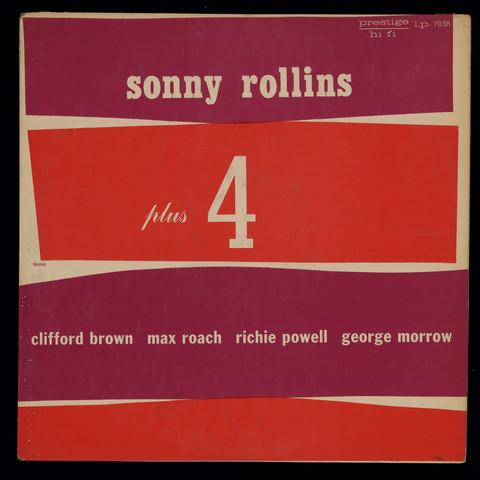 prestige L.p. 7038
hi fi
sonny rollins
plus 4
clifford brown max roach richie powell george morrow